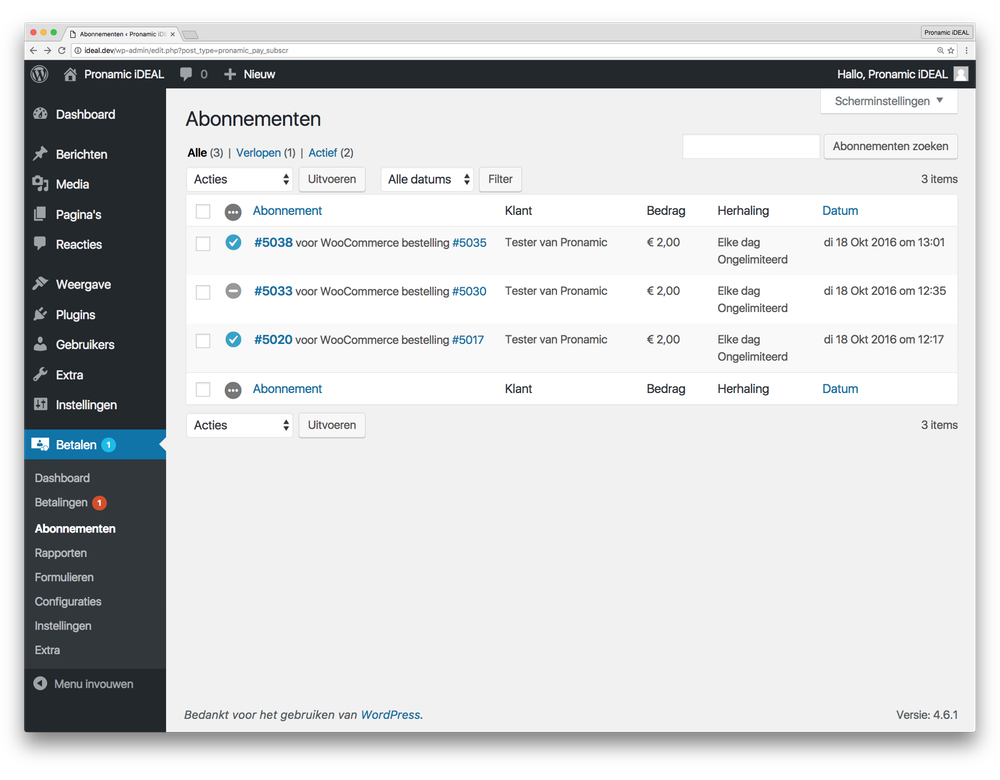 Abonnementen ‹ Pronamic iDE
Pronamic iDEAL
ideal.dev/wp-admin/edit.php?post_type=pronamic_pay_subscr
Pronamic iDEAL 0 Nieuw
Hallo, Pronamic iDEAL
Scherminstellingen
Dashboard
Berichten
Media
Pagina's
Reacties
Weergave
Plugins
Gebruikers
Extra
Instellingen
Betalen 1
Dashboard
Betalingen 1
Abonnementen
Rapporten
Formulieren
Configuraties
Instellingen
Extra
Menu invouwen
Abonnementen
Alle (3) | Verlopen (1) | Actief (2)
Abonnementen zoeken
Acties Uitvoeren Alle datums Filter
3 items
Abonnement Klant Bedrag Herhaling Datum
#5038 voor WooCommerce bestelling #5035 Tester van Pronamic € 2,00 Elke dag di 18 Okt 2016 om 13:01
Ongelimiteerd
#5033 voor WooCommerce bestelling #5030 Tester van Pronamic € 2,00 Elke dag di 18 Okt 2016 om 12:35
Ongelimiteerd
#5020 voor WooCommerce bestelling #5017 Tester van Pronamic € 2,00 Elke dag di 18 Okt 2016 om 12:17
Ongelimiteerd
Abonnement Klant Bedrag Herhaling Datum
Acties Uitvoeren
3 items
Bedankt voor het gebruiken van WordPress.
Versie: 4.6.1